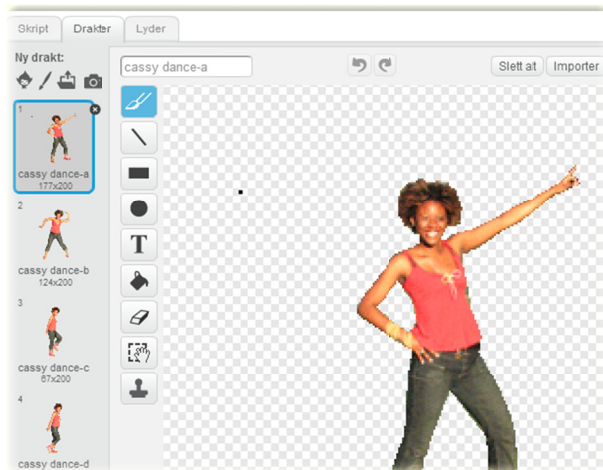 Skript Drakter Lyder
Ny drakt:
cassy dance-a
Slett at
Importer
1
cassy dance-a
177x200
2
cassy dance-b
124x200
3
cassy dance-c
67x200
4
cassy dance-d
T